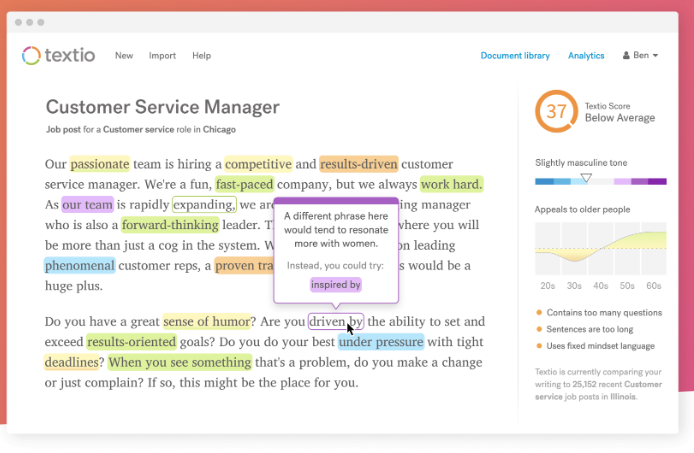 textio New Import Help Document library Analytics Ben
Customer Service Manager
Job post for a Customer service role in Chicago
Our passionate team is hiring a competitive and results-driven customer
service manager. We're a fun, fast-paced company, but we always work hard.
As our team is rapidly expanding, we are ing manager
who is also a forward-thinking leader. T where you will
be more than just a cog in the system. W on leading
phenomenal customer reps, a proven tra s would be a
huge plus.
Do you have a great sense of humor? Are you driven by the ability to set and
exceed results-oriented goals? Do you do your best under pressure with tight
deadlines? When you see something that's a problem, do you make a change
or just complain? If so, this might be the place for you.
A different phrase here
would tend to resonate
more with women.
Instead, you could try:
inspired by
37
Textio Score
Below Average
Slightly masculine tone
Appeals to older people
20s 30s 40s 50s 60s
Contains too many questions
Sentences are too long
Uses fixed mindset language
Textio is currently comparing your
writing to 25,152 recent Customer
service job posts in Illinois.